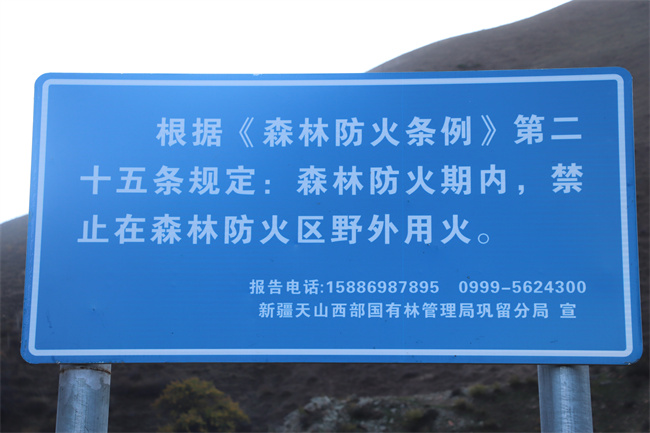 根据《森林防火条例》第二
十五条规定：森林防火期内，禁
止在森林防火区野外用火。
报告电话:15886987895 0999-5624300
新疆天山西部国有林管理局巩留分局 宣